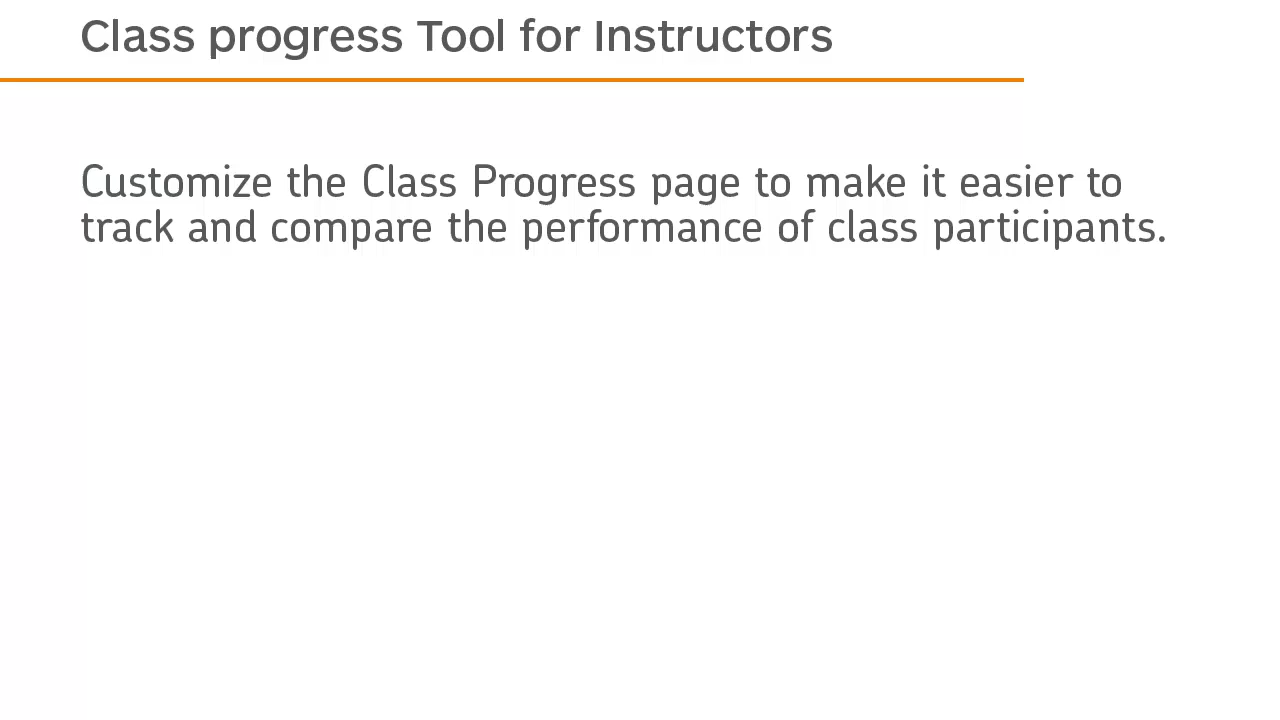 Class progress Tool for Instructors
Customize the Class Progress page to make it easier to
track and compare the performance of class participants.